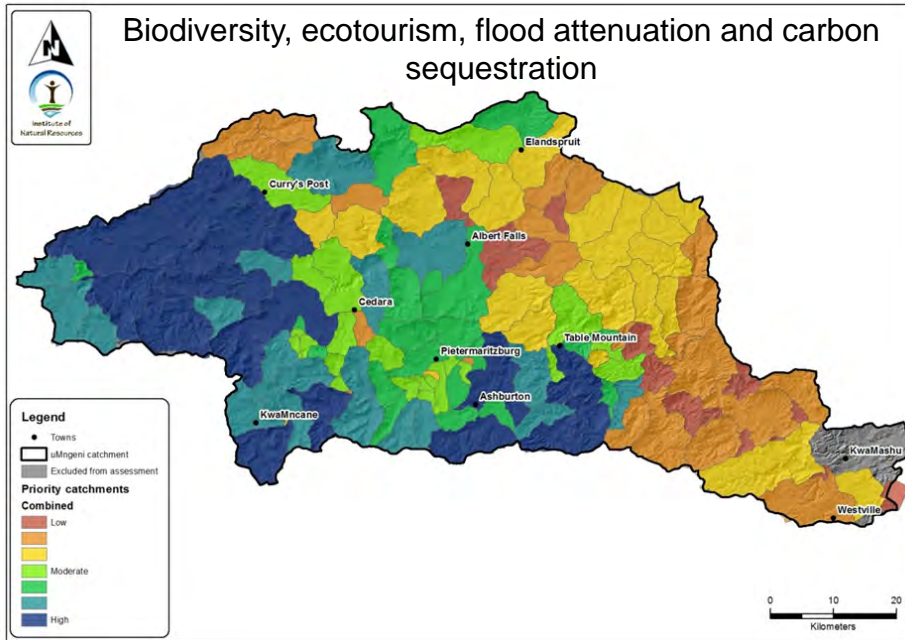 Biodiversity, ecotourism, flood attenuation and carbon
sequestration
N
Institute of
Natural Resources
Elandspruit
Curry's Post
Albert Falls
Cedara
Table Mountain
Pietermaritzburg
Ashburton
KwaMncane
KwaMashu
Westville
Legend
Towns
uMngeni catchment
Excluded from assessment
Priority catchments
Combined
Low
Moderate
High
0 10 20
Kilometers